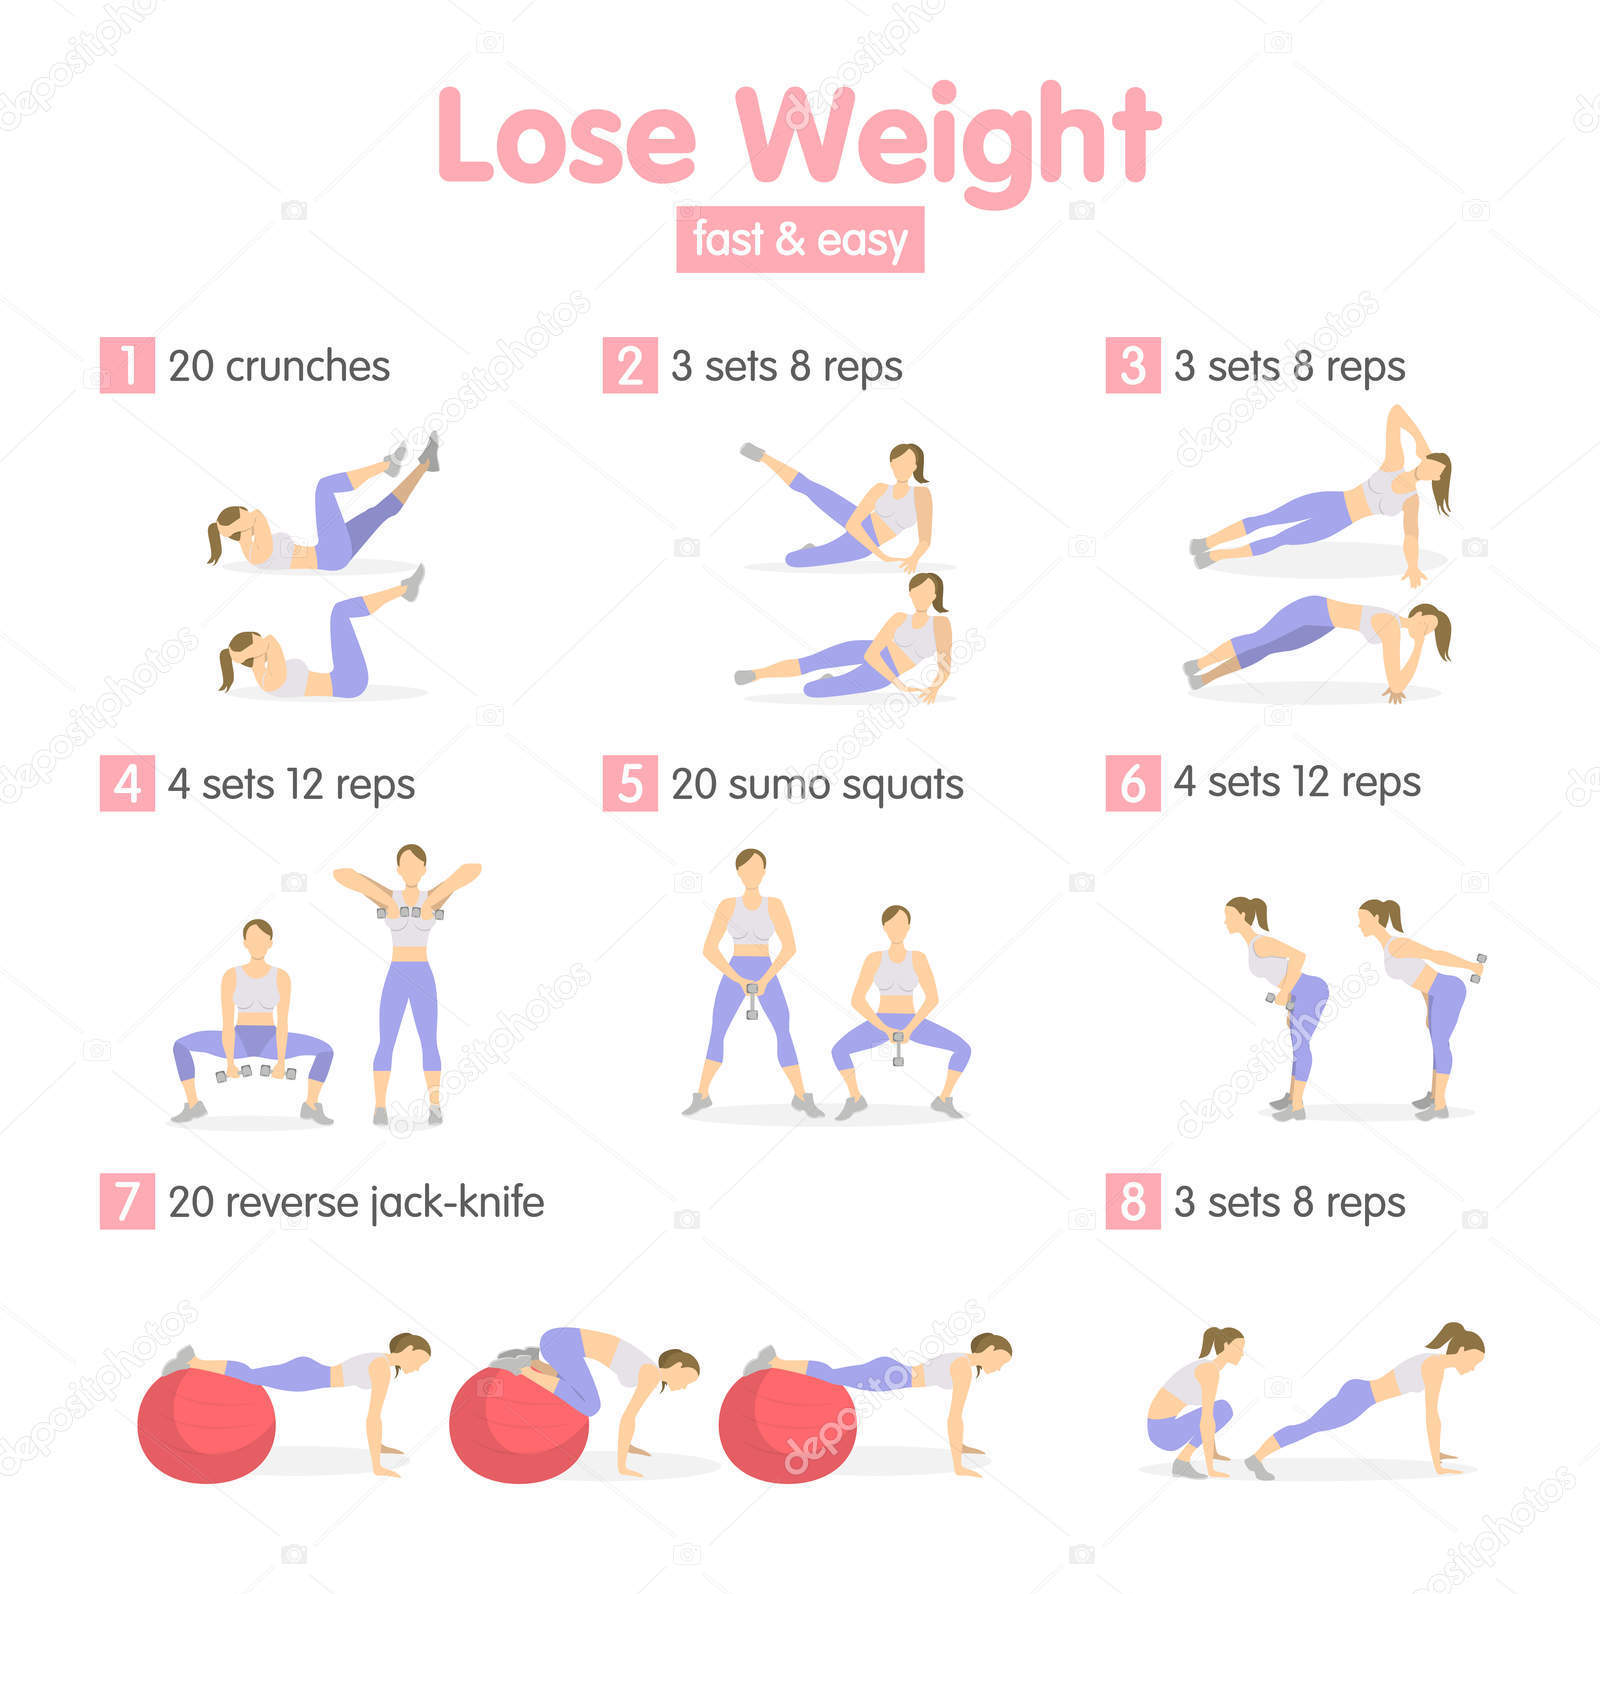 Lose Weight
fast & easy
1 20 crunches
2 3 sets 8 reps
3 3 sets 8 reps
4 4 sets 12 reps
5 20 sumo squats
6 4 sets 12 reps
7 20 reverse jack-knife
8 3 sets 8 reps
depositphotos